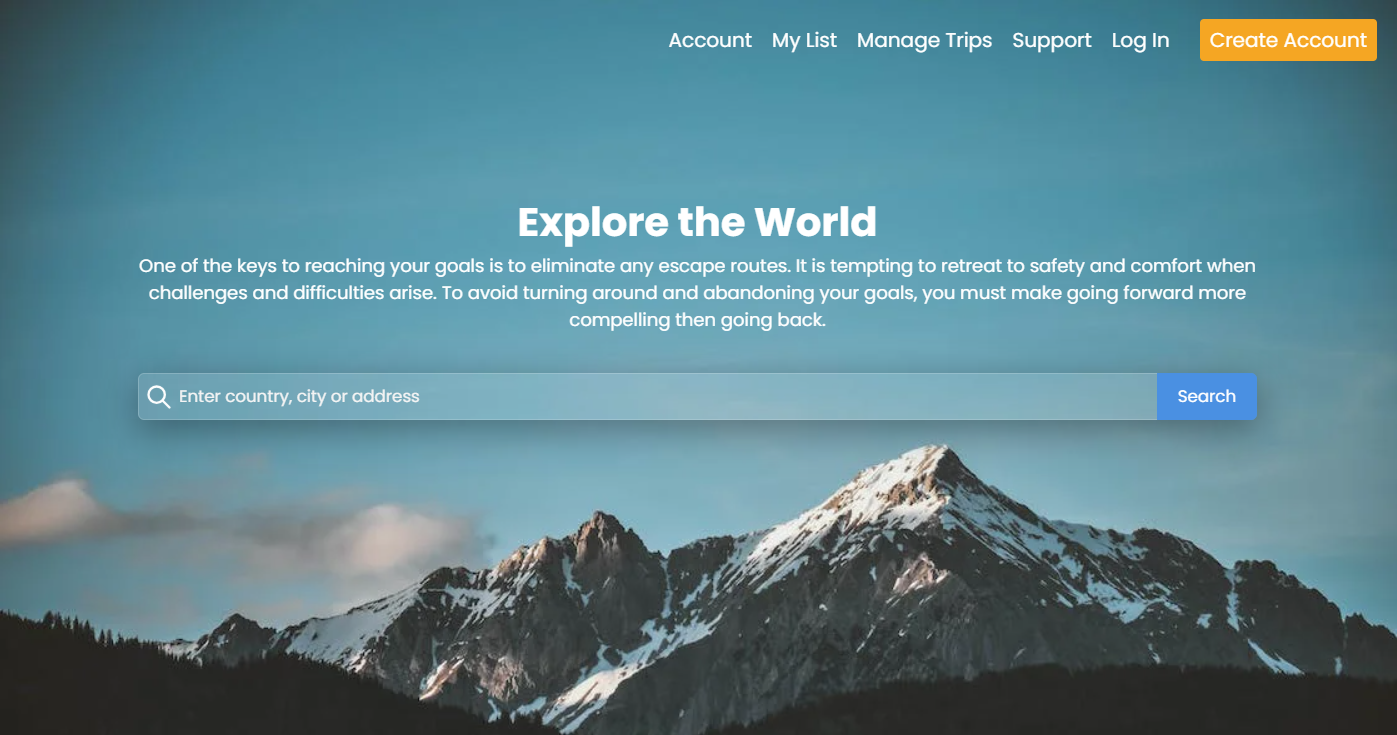 Account My List Manage Trips Support Log In Create Account
Explore the World
One of the keys to reaching your goals is to eliminate any escape routes. It is tempting to retreat to safety and comfort when
challenges and difficulties arise. To avoid turning around and abandoning your goals, you must make going forward more
compelling then going back.
Enter country, city or address Search